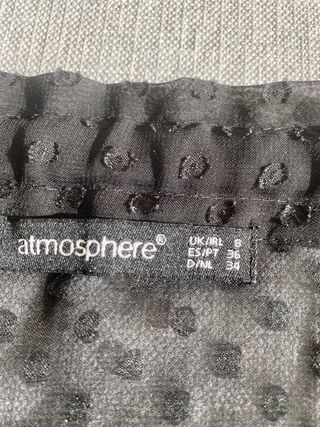 atmosphere®
UK/IRL 8
ES/PT 36
D/NL 34